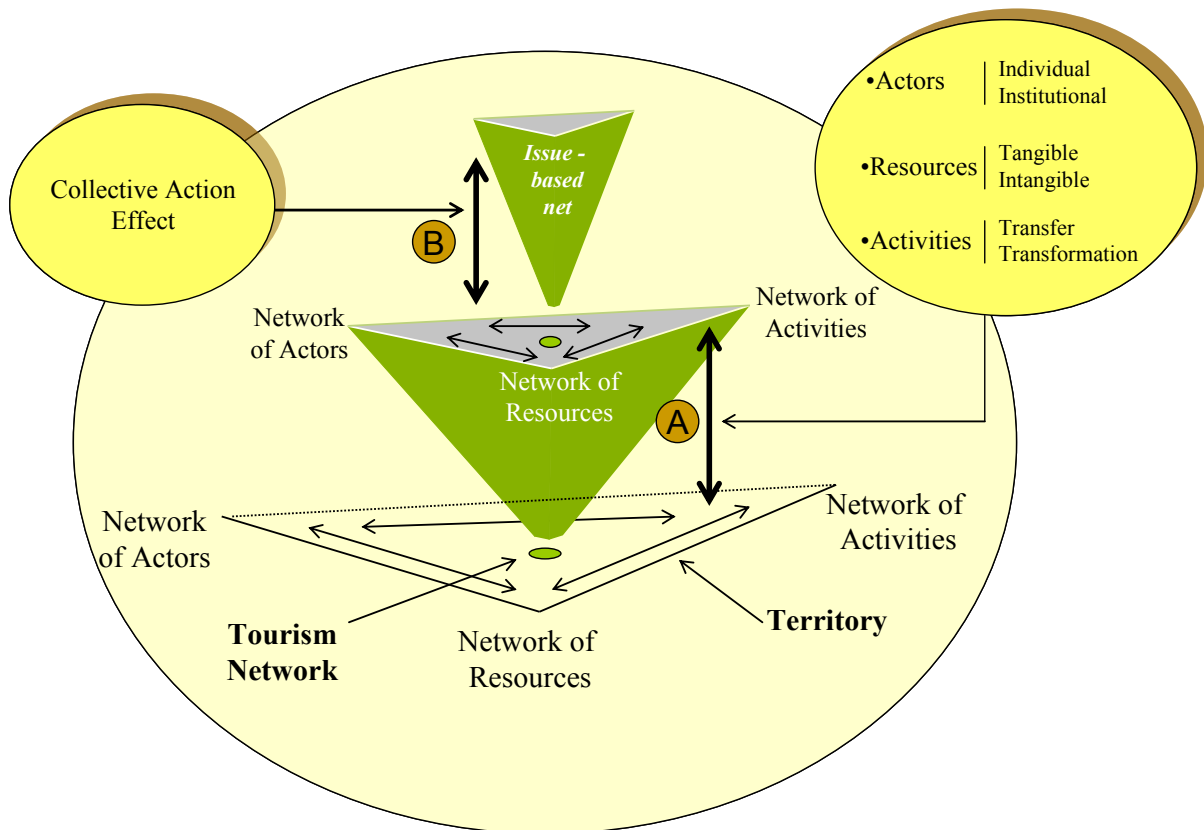 •Actors
Individual
Institutional
•Resources
Tangible
Intangible
•Activities
Transfer
Transformation
Collective Action
Effect
Issue -
based
net
B
Network
of Actors
Network of
Activities
Network of
Resources
A
Network
of Actors
Network of
Activities
Tourism
Network
Network of
Resources
Territory